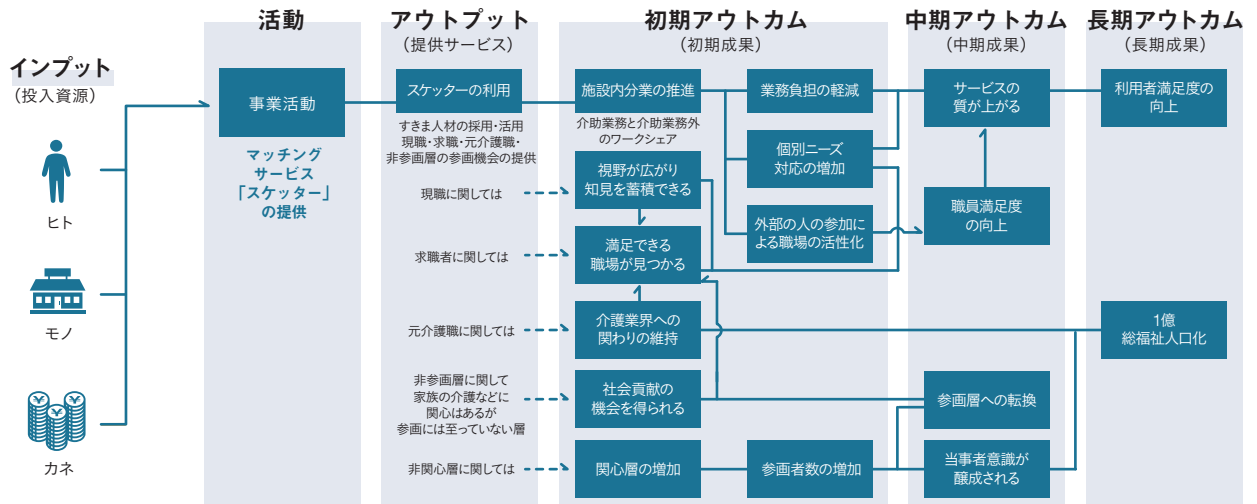 インプット
(投入資源)
ヒト
モノ
カネ
活動
事業活動
マッチング
サービス
「スケッター」
の提供
アウトプット
(提供サービス)
スケッターの利用
すきま人材の採用・活用
現職・求職・元介護職・
非参画層の参画機会の提供
現職に関しては
求職者に関しては
元介護職に関しては
非参画層に関して
家族の介護などに
関心はあるが
参画には至っていない層
非関心層に関しては
初期アウトカム
(初期成果)
施設内分業の推進
介助業務と介助業務外
のワークシェア
視野が広がり
知見を蓄積できる
満足できる
職場が見つかる
介護業界への
関わりの維持
社会貢献の
機会を得られる
関心層の増加
業務負担の軽減
個別ニーズ
対応の増加
外部の人の参加に
よる職場の活性化
参画者数の増加
中期アウトカム
(中期成果)
サービスの
質が上がる
職員満足度
の向上
参画層への転換
当事者意識が
醸成される
長期アウトカム
(長期成果)
利用者満足度の
向上
1億
総福祉人口化